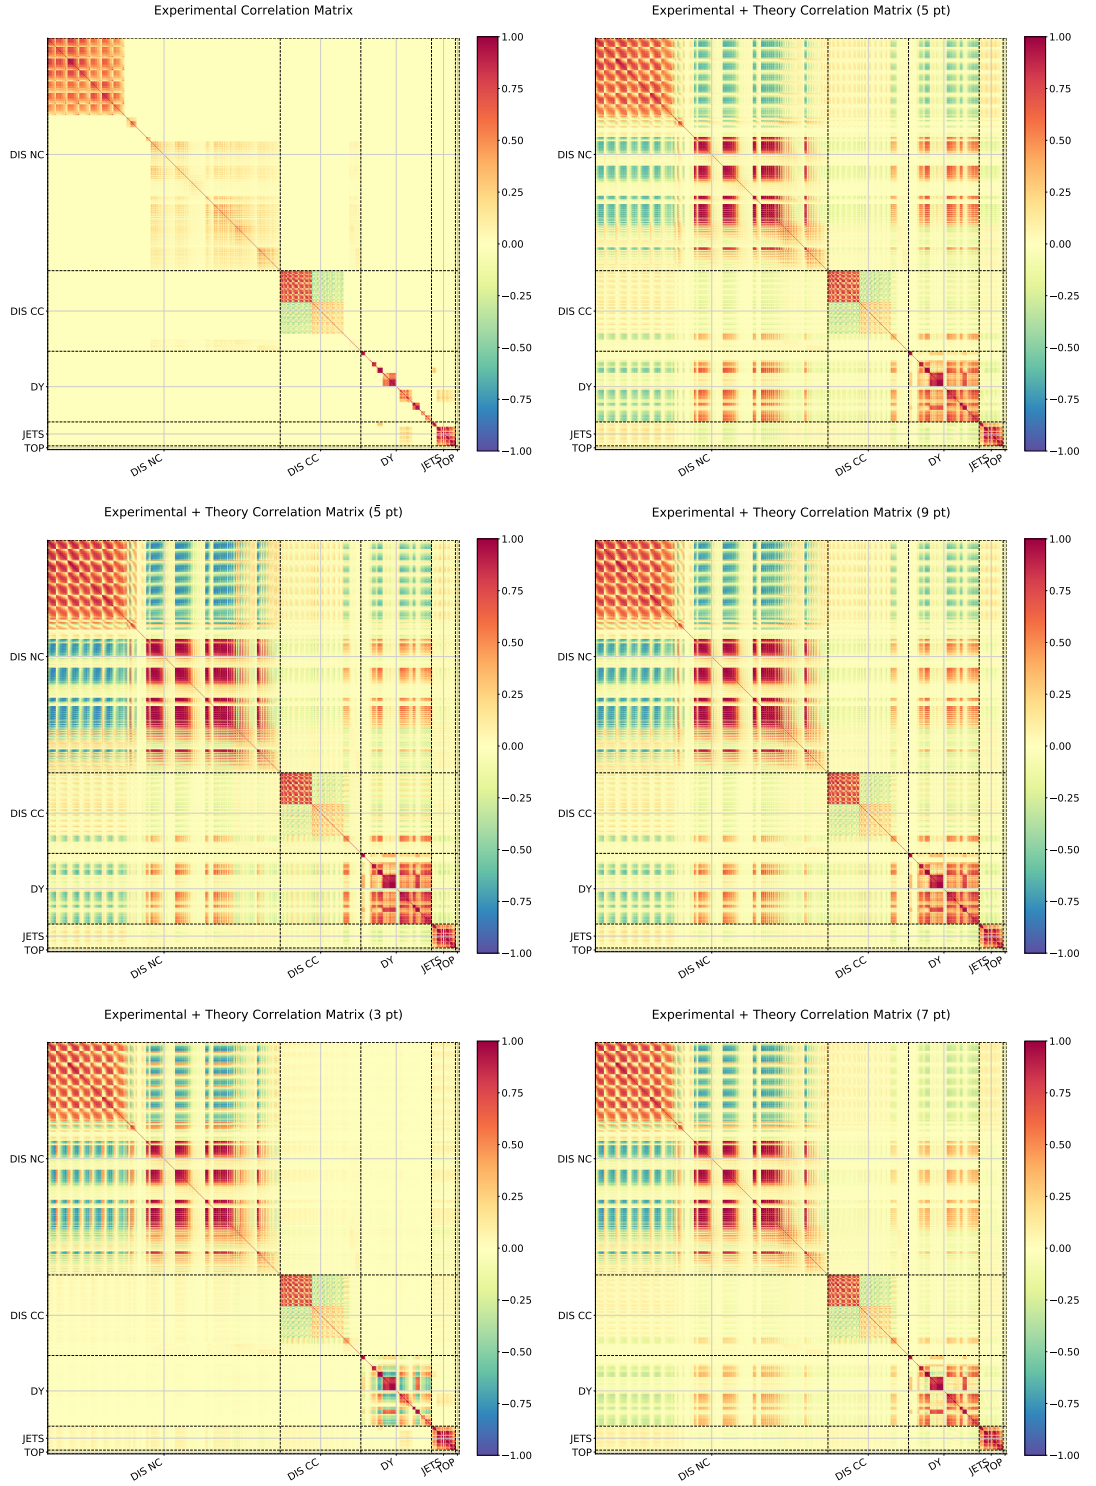 Experimental Correlation Matrix
DIS NC
DIS CC
DY
JETS
TOP
DIS NC
DIS CC
DY
JETS
TOP
1.00
0.75
0.50
0.25
0.00
−0.25
−0.50
−0.75
−1.00
Experimental + Theory Correlation Matrix (5 pt)
DIS NC
DIS CC
DY
JETS
TOP
DIS NC
DIS CC
DY
JETS
TOP
1.00
0.75
0.50
0.25
0.00
−0.25
−0.50
−0.75
−1.00
Experimental + Theory Correlation Matrix (5̄ pt)
DIS NC
DIS CC
DY
JETS
TOP
DIS NC
DIS CC
DY
JETS
TOP
1.00
0.75
0.50
0.25
0.00
−0.25
−0.50
−0.75
−1.00
Experimental + Theory Correlation Matrix (9 pt)
DIS NC
DIS CC
DY
JETS
TOP
DIS NC
DIS CC
DY
JETS
TOP
1.00
0.75
0.50
0.25
0.00
−0.25
−0.50
−0.75
−1.00
Experimental + Theory Correlation Matrix (3 pt)
DIS NC
DIS CC
DY
JETS
TOP
DIS NC
DIS CC
DY
JETS
TOP
1.00
0.75
0.50
0.25
0.00
−0.25
−0.50
−0.75
−1.00
Experimental + Theory Correlation Matrix (7 pt)
DIS NC
DIS CC
DY
JETS
TOP
DIS NC
DIS CC
DY
JETS
TOP
1.00
0.75
0.50
0.25
0.00
−0.25
−0.50
−0.75
−1.00